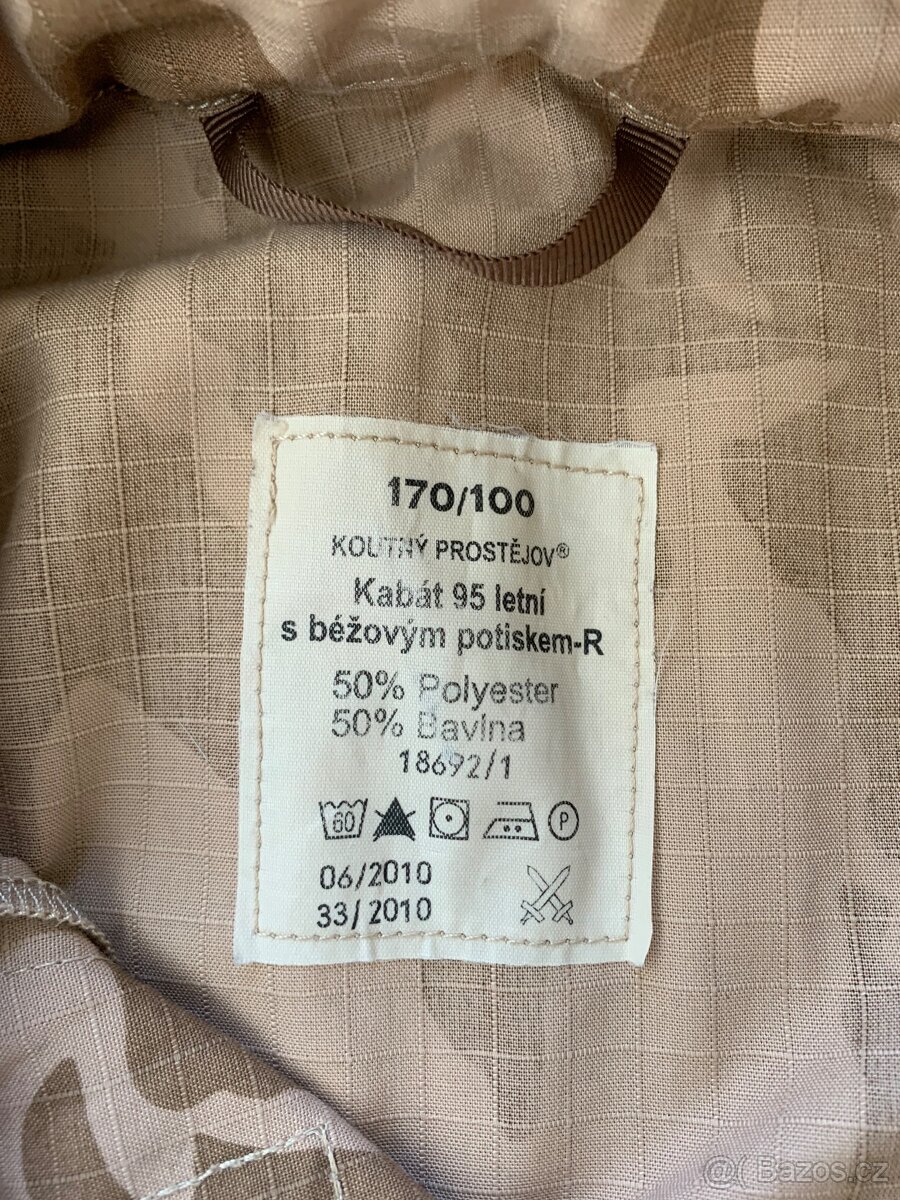 170/100
KOUTNÝ PROSTĚJOV®
Kabát 95 letní
s béžovým potiskem-R
50% Polyester
50% Bavlna
18692/1
60
P
06/2010
33/2010
@( Bazos.cz